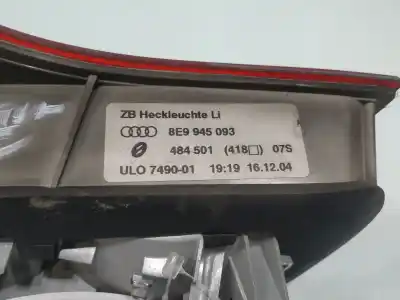 ZB Heckleuchte Li
8E9 945 093
484 501 (418□) 07S
ULO 7490-01 19:19 16.12.04